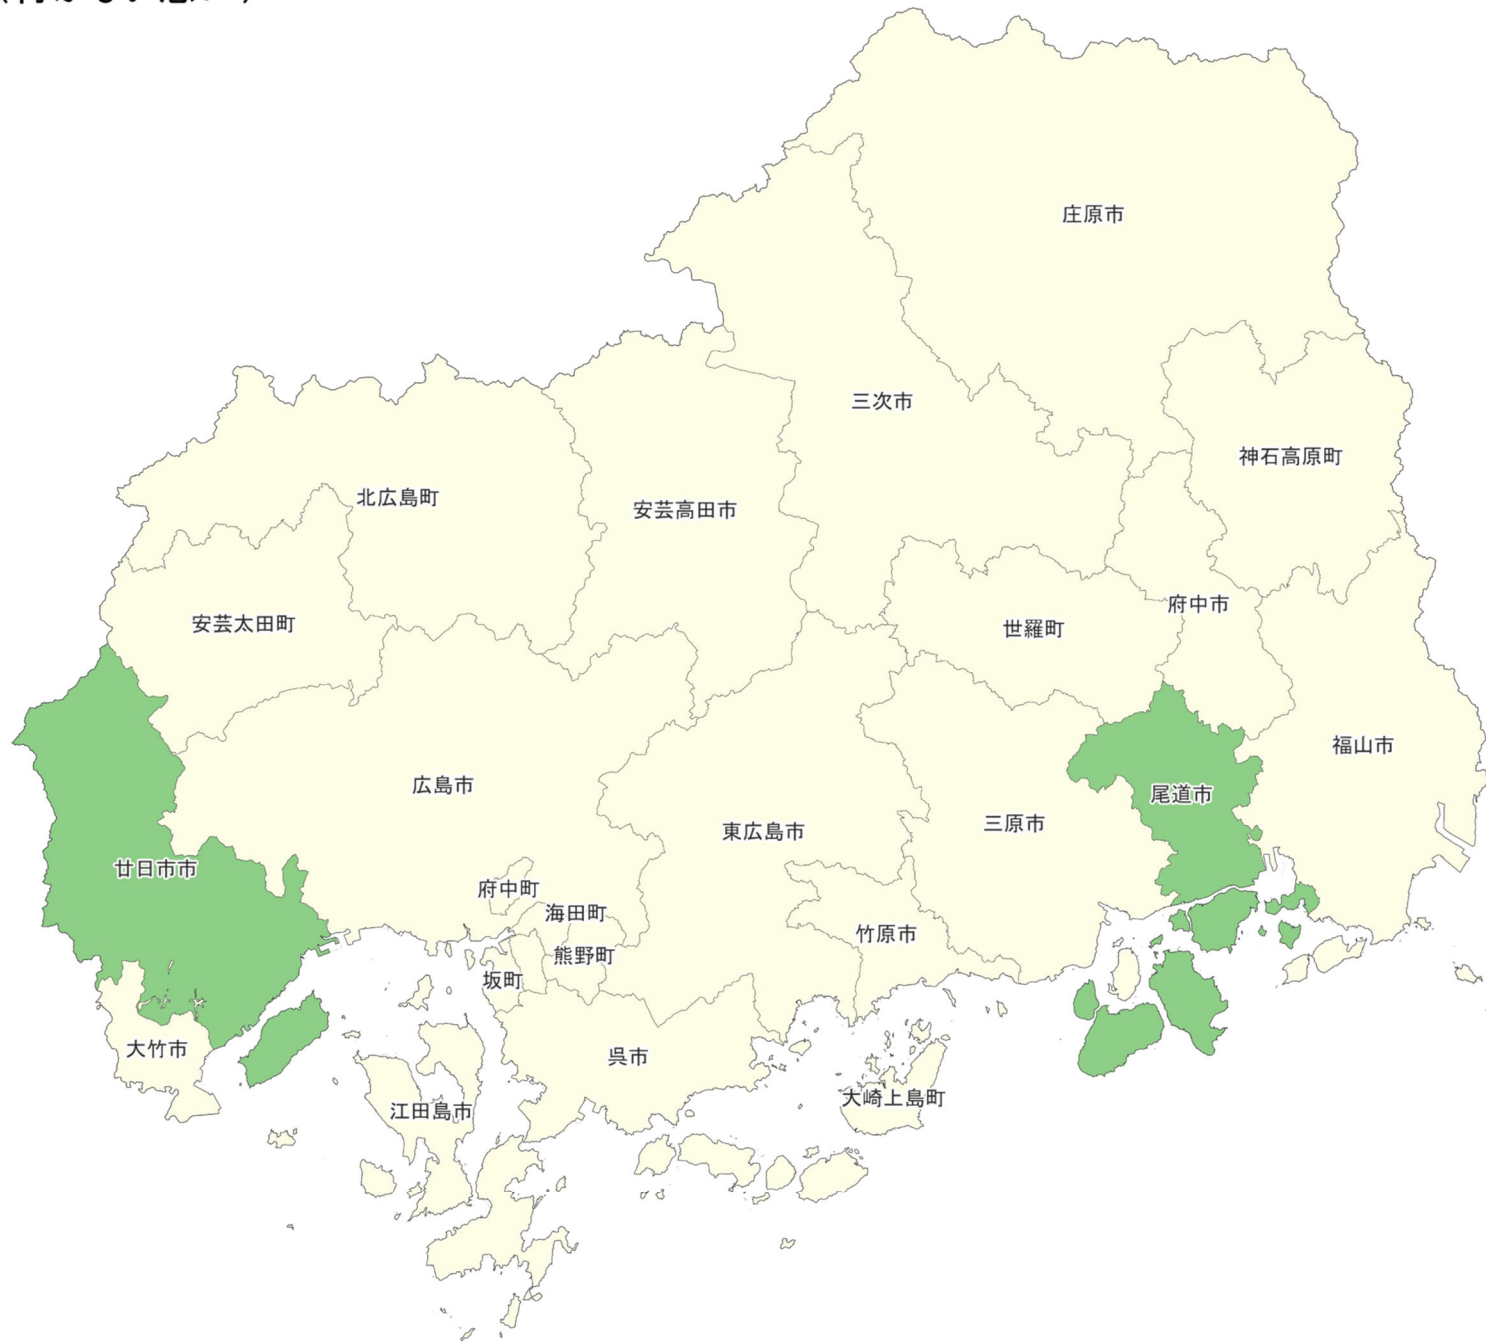 庄原市
三次市
神石高原町
北広島町
安芸高田市
府中市
安芸太田町
世羅町
福山市
広島市
尾道市
三原市
東広島市
廿日市市
府中町
海田町
竹原市
熊野町
坂町
大竹市
呉市
大崎上島町
江田島市